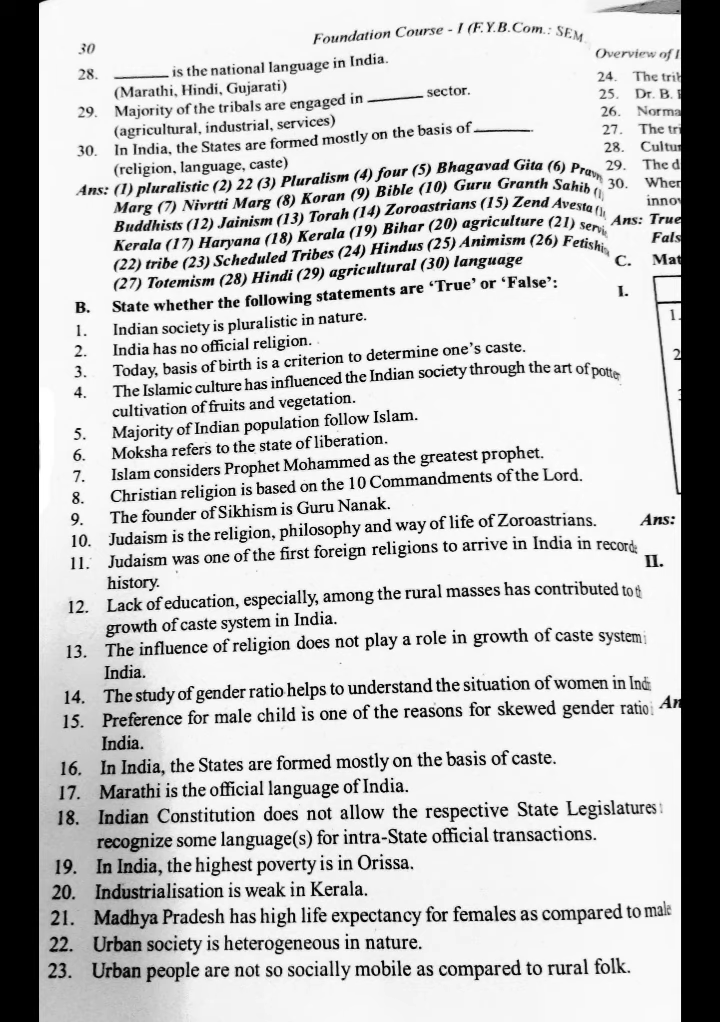 30
Foundation Course - I (F.Y.B.Com.: SEM
28. ______ is the national language in India.
(Marathi, Hindi, Gujarati)
29. Majority of the tribals are engaged in ______ sector.
(agricultural, industrial, services)
30. In India, the States are formed mostly on the basis of ______.
(religion, language, caste)
Ans: (1) pluralistic (2) 22 (3) Pluralism (4) four (5) Bhagavad Gita (6)
Marg (7) Nivrtti Marg (8) Koran (9) Bible (10) Guru Granth Sahib
Buddhists (12) Jainism (13) Torah (14) Zoroastrians (15) Zend Avesta
Kerala (17) Haryana (18) Kerala (19) Bihar (20) agriculture (21)
(22) tribe (23) Scheduled Tribes (24) Hindus (25) Animism (26)
(27) Totemism (28) Hindi (29) agricultural (30) language
B. State whether the following statements are ‘True’ or ‘False’:
1. Indian society is pluralistic in nature.
2. India has no official religion.
3. Today, basis of birth is a criterion to determine one’s caste.
4. The Islamic culture has influenced the Indian society through the art of
cultivation of fruits and vegetation.
5. Majority of Indian population follow Islam.
6. Moksha refers to the state of liberation.
7. Islam considers Prophet Mohammed as the greatest prophet.
8. Christian religion is based on the 10 Commandments of the Lord.
9. The founder of Sikhism is Guru Nanak.
10. Judaism is the religion, philosophy and way of life of Zoroastrians.
11. Judaism was one of the first foreign religions to arrive in India in
history.
12. Lack of education, especially, among the rural masses has contributed to
growth of caste system in India.
13. The influence of religion does not play a role in growth of caste system
India.
14. The study of gender ratio helps to understand the situation of women in
15. Preference for male child is one of the reasons for skewed gender ratio
India.
16. In India, the States are formed mostly on the basis of caste.
17. Marathi is the official language of India.
18. Indian Constitution does not allow the respective State Legislatures
recognize some language(s) for intra-State official transactions.
19. In India, the highest poverty is in Orissa.
20. Industrialisation is weak in Kerala.
21. Madhya Pradesh has high life expectancy for females as compared to male
22. Urban society is heterogeneous in nature.
23. Urban people are not so socially mobile as compared to rural folk.
Overview of
24. The
25. Dr. B.
26. Norma
27. The
28.
29. The
30.
Ans: True
Fals
C. Mat
I.
1.
2
Ans:
II.
An